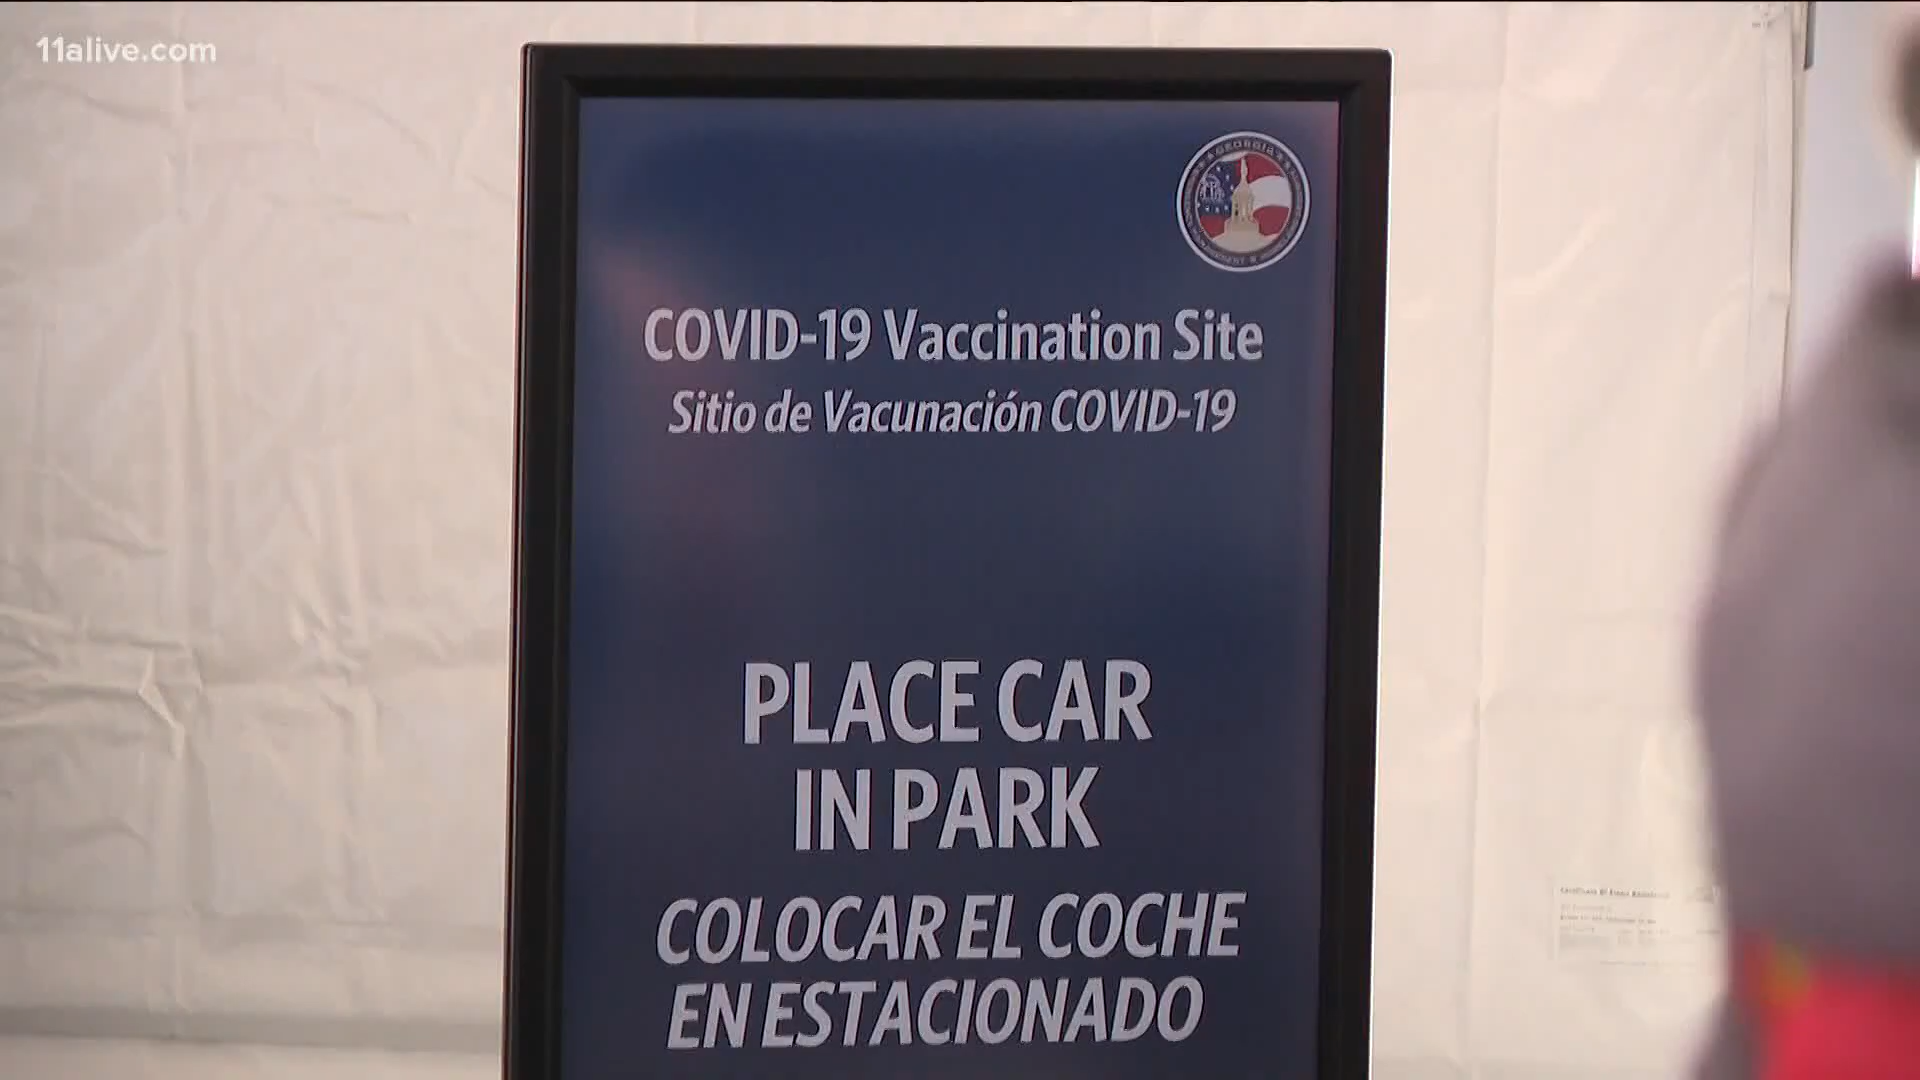 11alive.com
GEORGIA
COVID-19 Vaccination Site
Sitio de Vacunación COVID-19
PLACE CAR
IN PARK
COLOCAR EL COCHE
EN ESTACIONADO